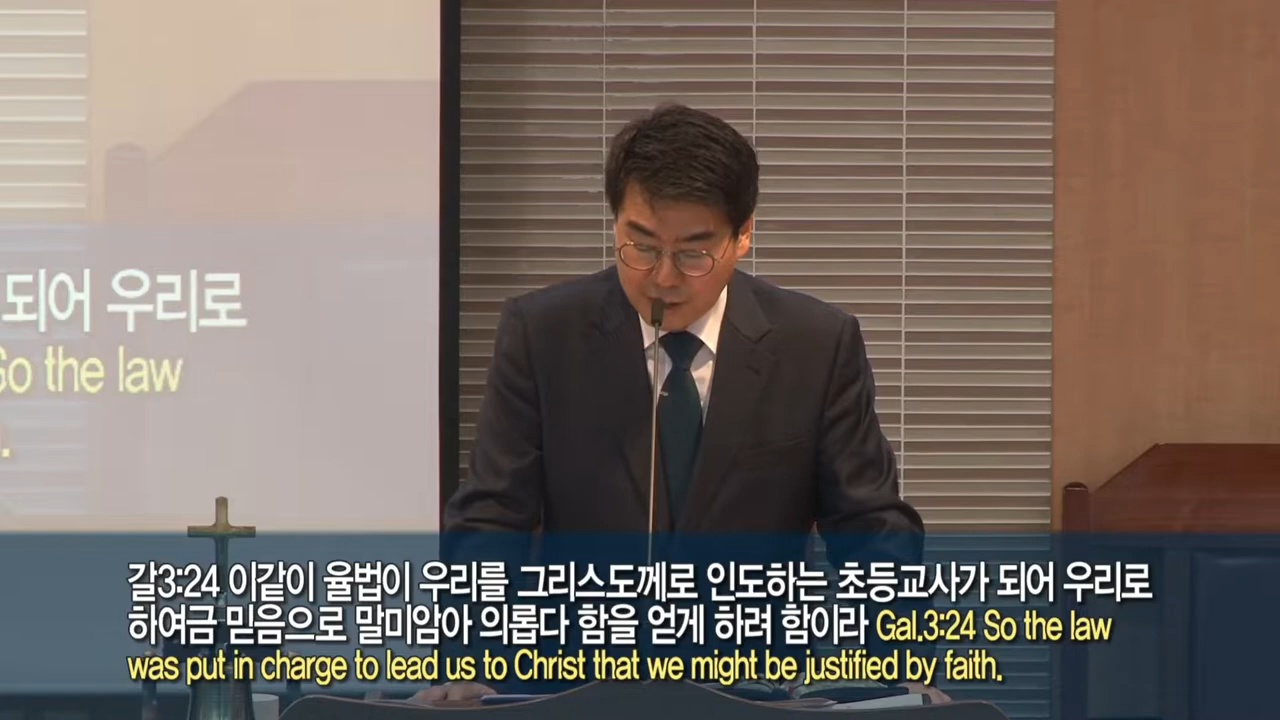 되어 우리로
So the law
갈3:24 이같이 율법이 우리를 그리스도께로 인도하는 초등교사가 되어 우리로
하여금 믿음으로 말미암아 의롭다 함을 얻게 하려 함이라 Gal.3:24 So the law
was put in charge to lead us to Christ that we might be justified by faith.